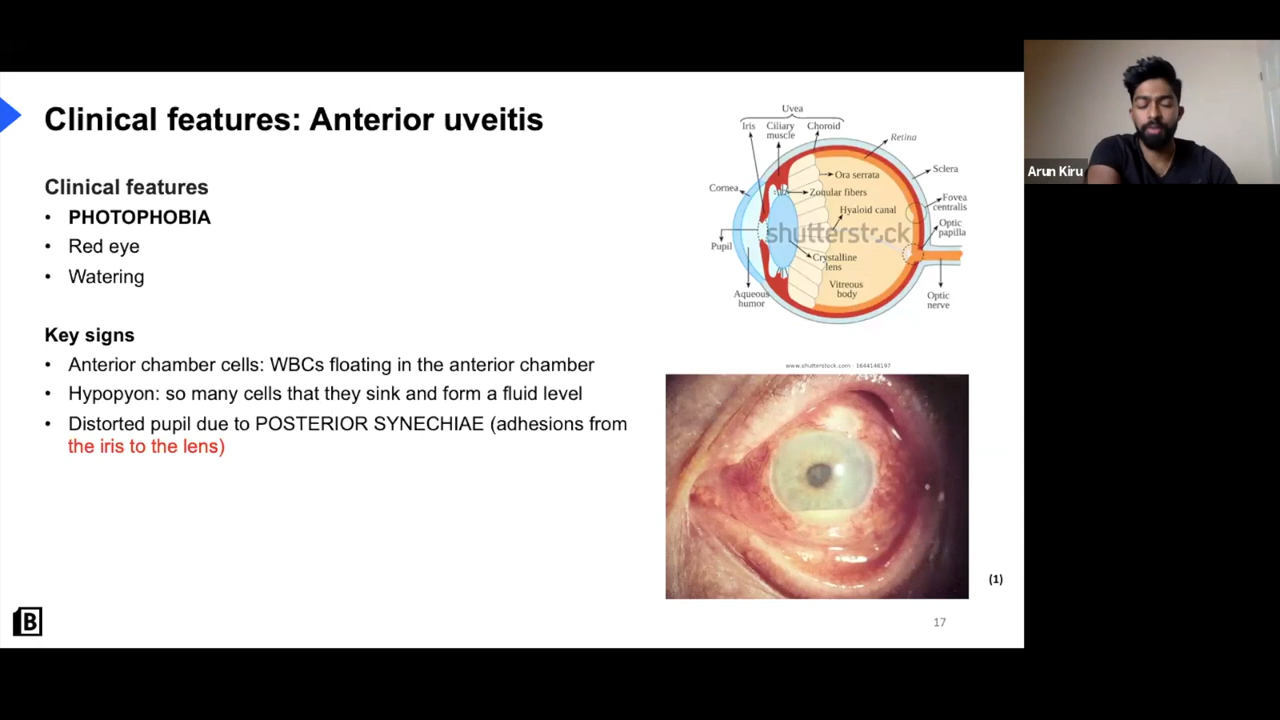 Clinical features: Anterior uveitis
Clinical features
• PHOTOPHOBIA
• Red eye
• Watering
Key signs
• Anterior chamber cells: WBCs floating in the anterior chamber
• Hypopyon: so many cells that they sink and form a fluid level
• Distorted pupil due to POSTERIOR SYNECHIAE (adhesions from
the iris to the lens)
Uvea
Iris
Ciliary
muscle
Choroid
Retina
Sclera
Cornea
Ora serrata
Zonular fibers
Hyaloid canal
Fovea
centralis
Optic
papilla
shutterstock
Pupil
Crystalline
lens
Vitreous
body
Aqueous
humor
Optic
nerve
www.shutterstock.com · 1644148197
(1)
B
17
Arun Kiru